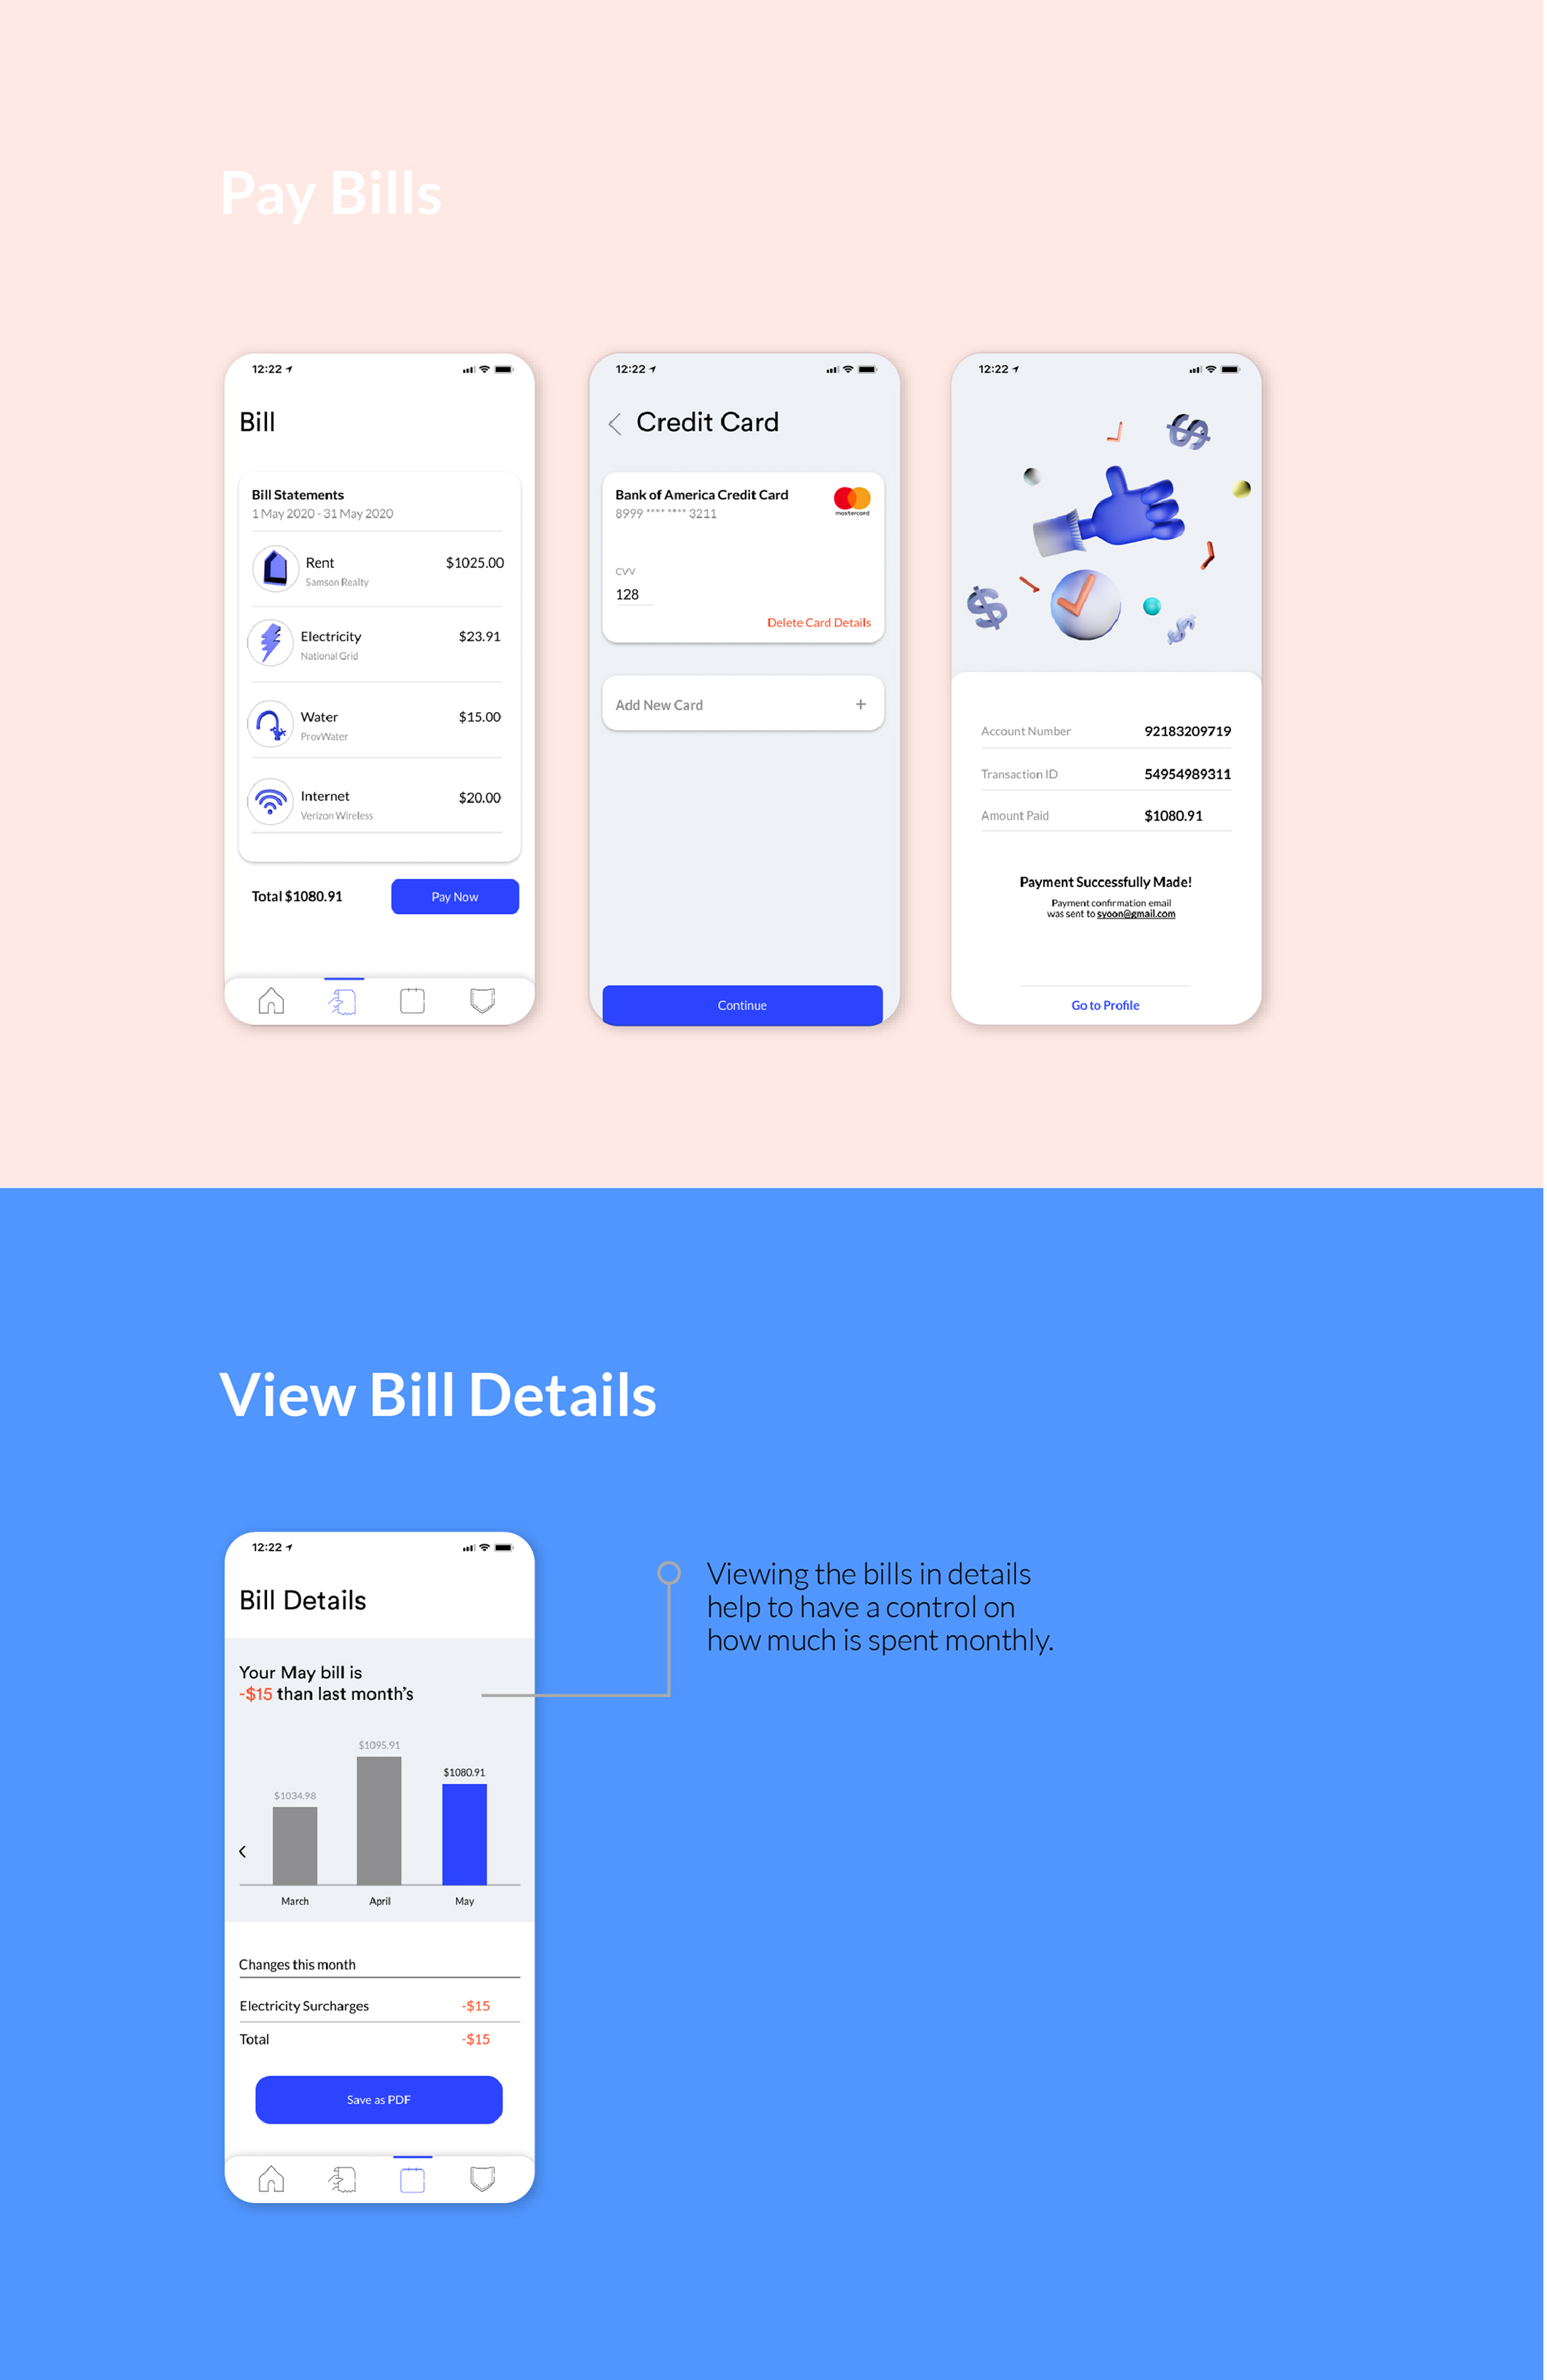 Pay Bills
12:22
Bill
Bill Statements
1 May 2020 - 31 May 2020
Rent $1025.00
Samson Realty
Electricity $23.91
National Grid
Water $15.00
ProvWater
Internet $20.00
Verizon Wireless
Total $1080.91 Pay Now
12:22
Credit Card
Bank of America Credit Card
mastercard
8999 **** **** 3211
CVV
128
Delete Card Details
Add New Card +
Continue
12:22
Account Number 92183209719
Transaction ID 54954989311
Amount Paid $1080.91
Payment Successfully Made!
Payment confirmation email
was sent to syoon@gmail.com
Go to Profile
View Bill Details
12:22
Bill Details
Your May bill is
-$15 than last month's
$1034.98 $1095.91 $1080.91
March April May
Changes this month
Electricity Surcharges -$15
Total -$15
Save as PDF
Viewing the bills in details
help to have a control on
how much is spent monthly.